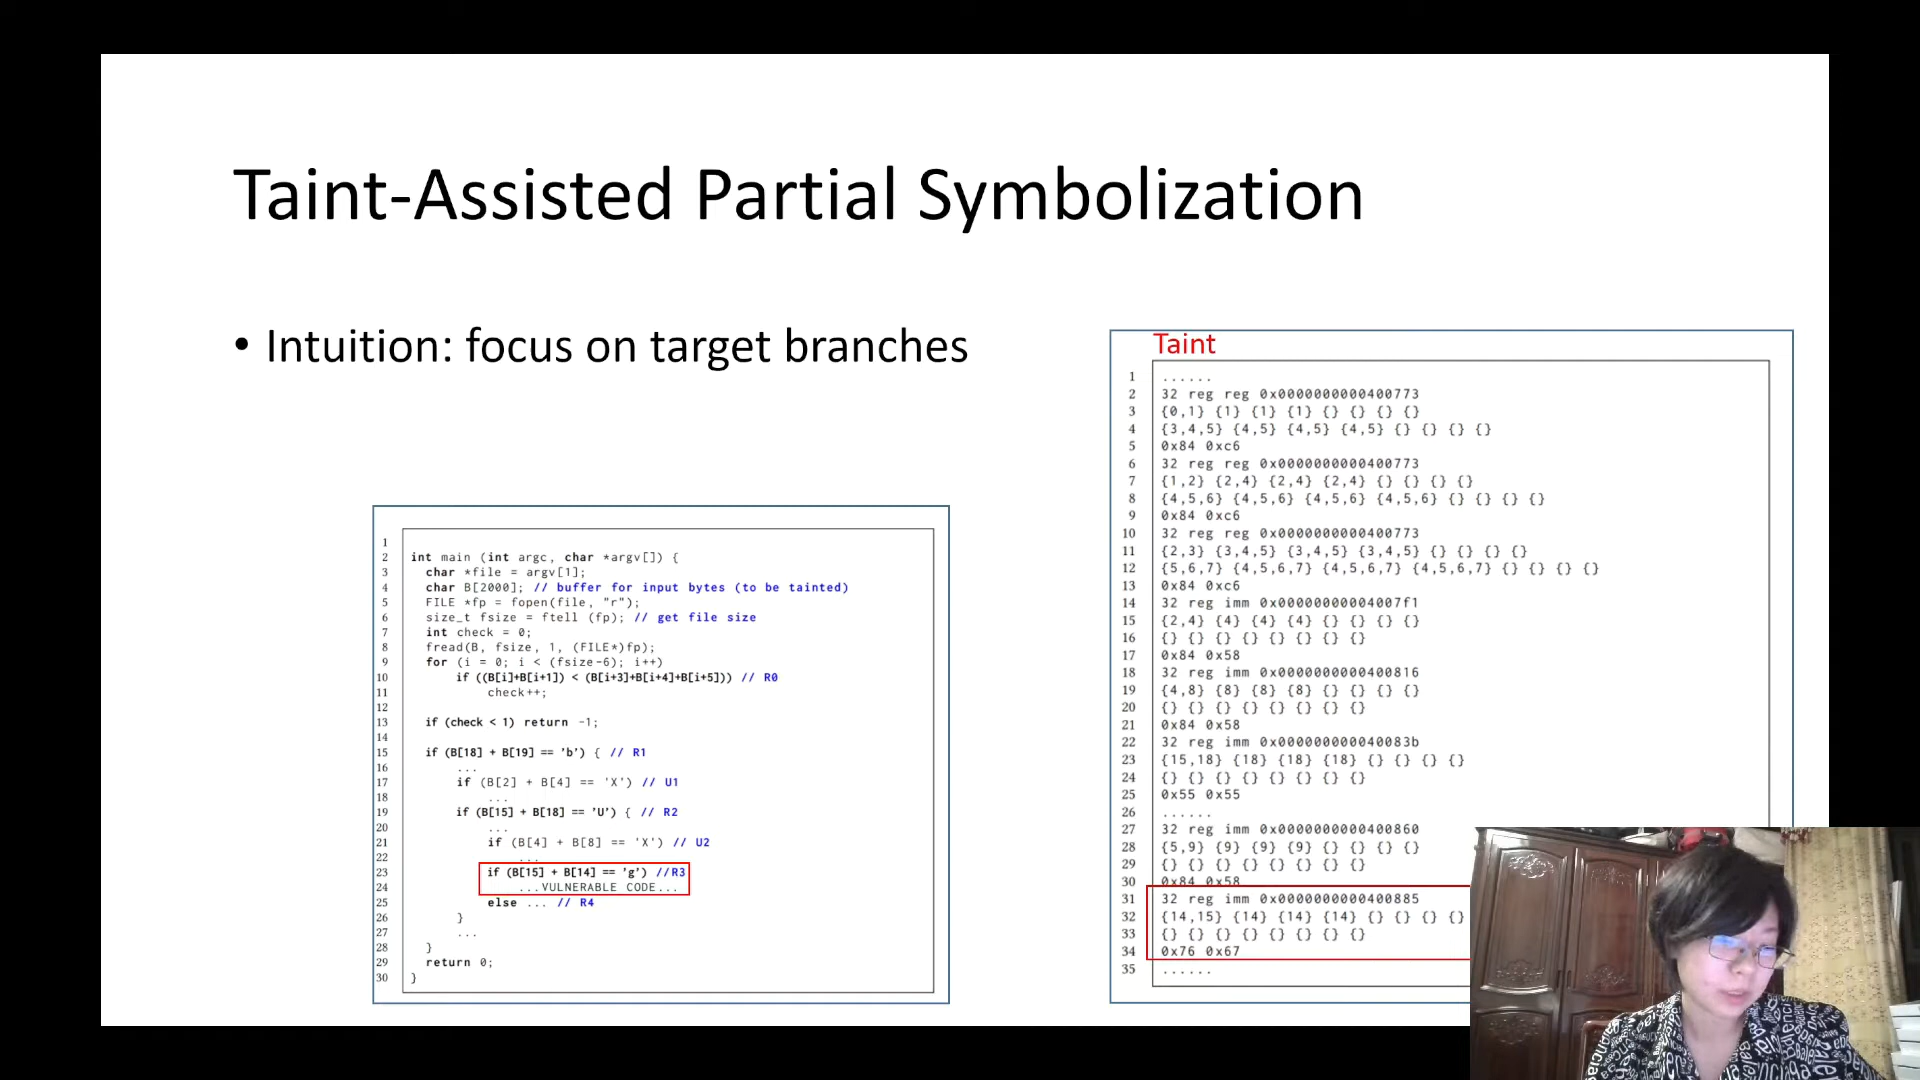 Taint-Assisted Partial Symbolization
• Intuition: focus on target branches
1
2 int main (int argc, char *argv[]) {
3 char *file = argv[1];
4 char B[2000]; // buffer for input bytes (to be tainted)
5 FILE *fp = fopen(file, "r");
6 size_t fsize = ftell (fp); // get file size
7 int check = 0;
8 fread(B, fsize, 1, (FILE*)fp);
9 for (i = 0; i < (fsize-6); i++)
10 if ((B[i]+B[i+1]) < (B[i+3]+B[i+4]+B[i+5])) // R0
11 check++;
12
13 if (check < 1) return -1;
14
15 if (B[18] + B[19] == 'b') { // R1
16 ...
17 if (B[2] + B[4] == 'X') // U1
18 ...
19 if (B[15] + B[18] == 'U') { // R2
20 ...
21 if (B[4] + B[8] == 'X') // U2
22 ...
23 if (B[15] + B[14] == 'g') //R3
24 ...VULNERABLE CODE...
25 else ... // R4
26 }
27 ...
28 }
29 return 0;
30 }
Taint
1 ......
2 32 reg reg 0x0000000000400773
3 {0,1} {1} {1} {1} {} {} {} {}
4 {3,4,5} {4,5} {4,5} {4,5} {} {} {} {}
5 0x84 0xc6
6 32 reg reg 0x0000000000400773
7 {1,2} {2,4} {2,4} {2,4} {} {} {} {}
8 {4,5,6} {4,5,6} {4,5,6} {4,5,6} {} {} {} {}
9 0x84 0xc6
10 32 reg reg 0x0000000000400773
11 {2,3} {3,4,5} {3,4,5} {3,4,5} {} {} {} {}
12 {5,6,7} {4,5,6,7} {4,5,6,7} {4,5,6,7} {} {} {} {}
13 0x84 0xc6
14 32 reg imm 0x00000000004007f1
15 {2,4} {4} {4} {4} {} {} {} {}
16 {} {} {} {} {} {} {} {}
17 0x84 0x58
18 32 reg imm 0x0000000000400816
19 {4,8} {8} {8} {8} {} {} {} {}
20 {} {} {} {} {} {} {} {}
21 0x84 0x58
22 32 reg imm 0x000000000040083b
23 {15,18} {18} {18} {18} {} {} {} {}
24 {} {} {} {} {} {} {} {}
25 0x55 0x55
26 ......
27 32 reg imm 0x0000000000400860
28 {5,9} {9} {9} {9} {} {} {} {}
29 {} {} {} {} {} {} {} {}
30 0x84 0x58
31 32 reg imm 0x0000000000400885
32 {14,15} {14} {14} {14} {} {} {} {}
33 {} {} {} {} {} {} {} {}
34 0x76 0x67
35 ......